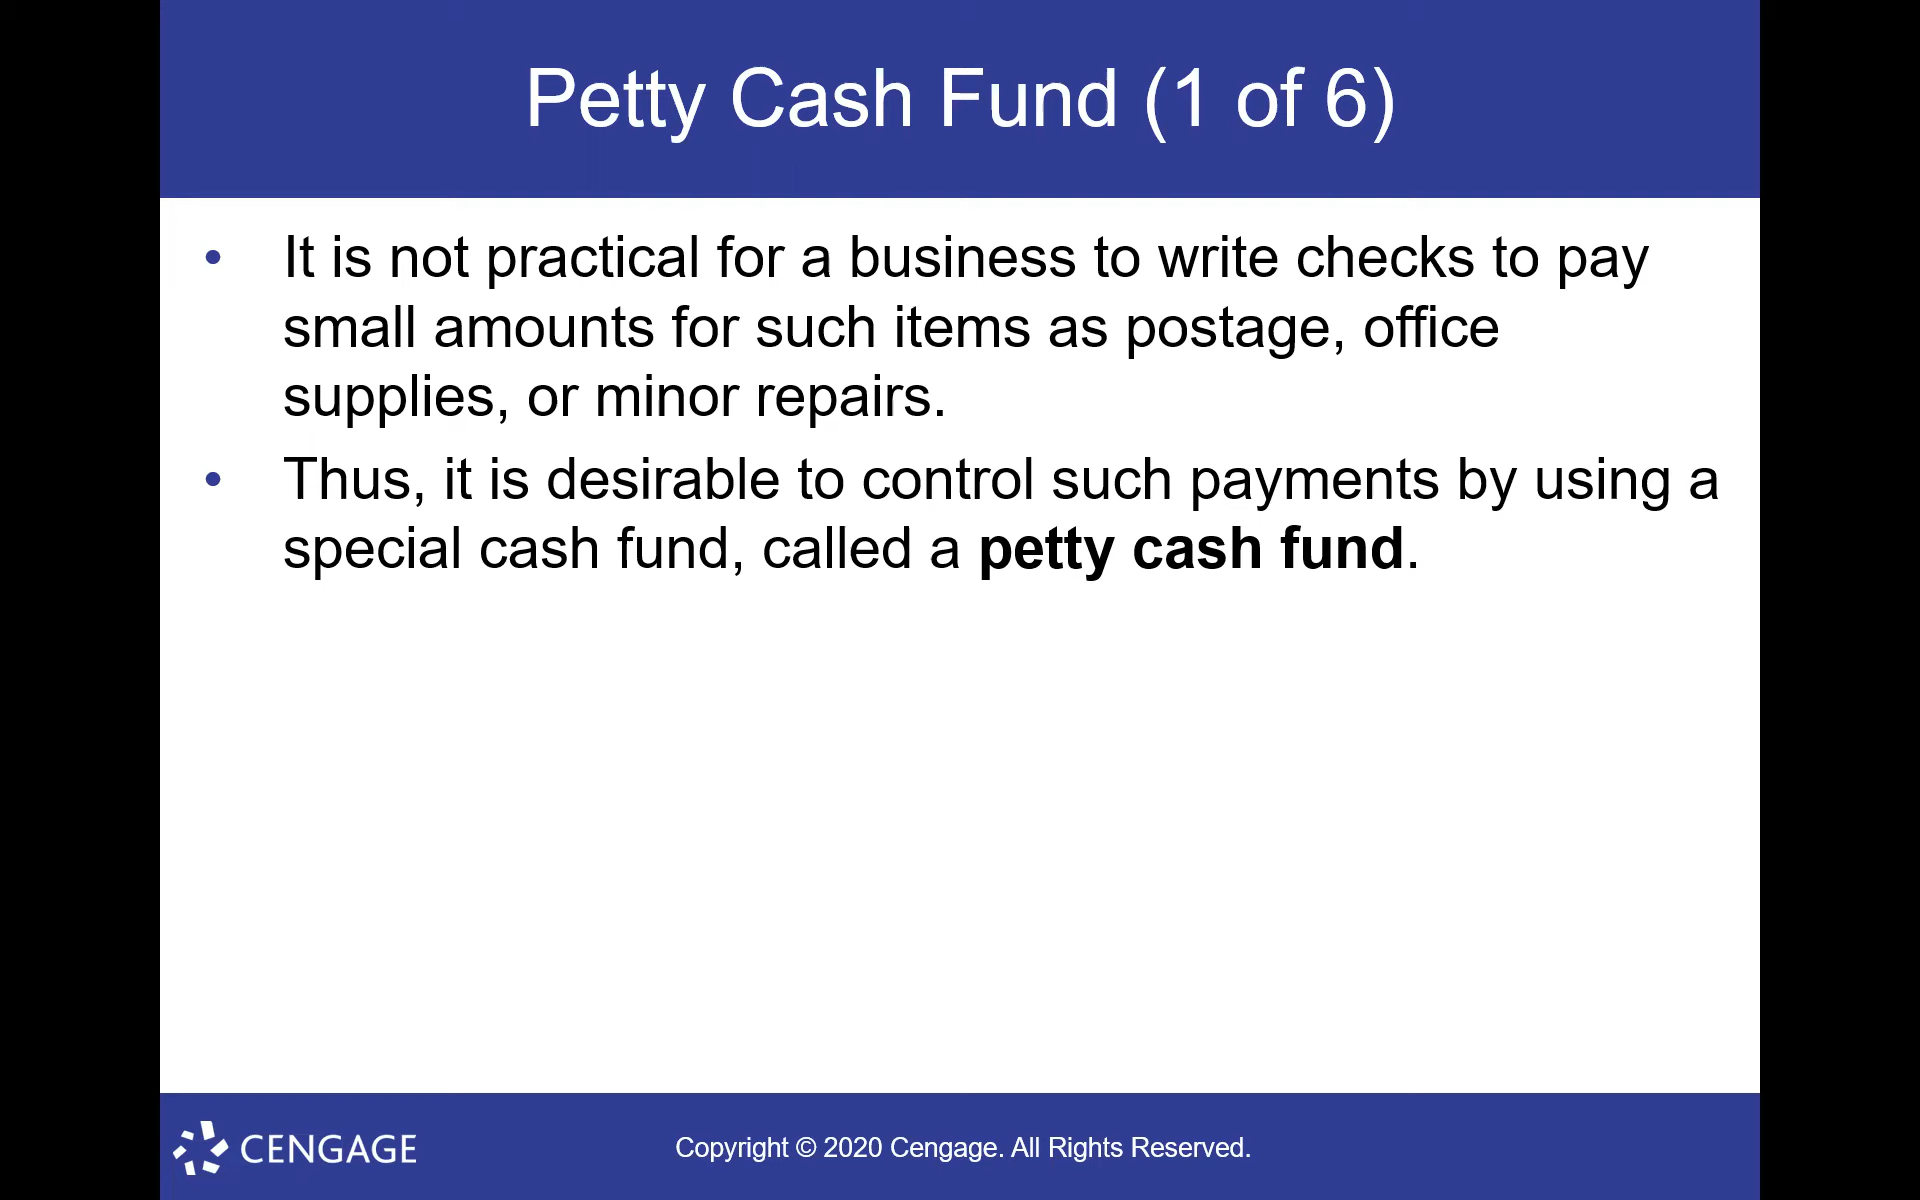 Petty Cash Fund (1 of 6)
• It is not practical for a business to write checks to pay
small amounts for such items as postage, office
supplies, or minor repairs.
• Thus, it is desirable to control such payments by using a
special cash fund, called a petty cash fund.
CENGAGE
Copyright © 2020 Cengage. All Rights Reserved.